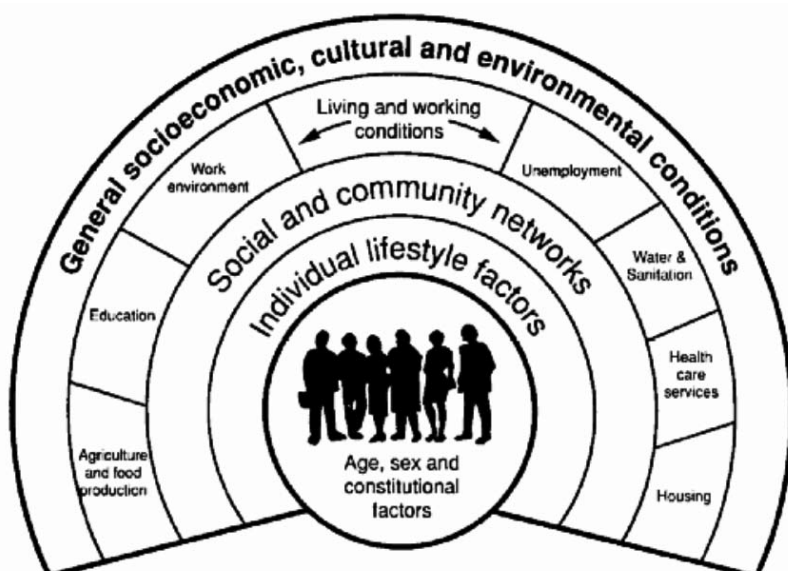 General socioeconomic, cultural and environmental conditions
Living and working
conditions
Work
environment
Unemployment
Social and community networks
Water &
Sanitation
Individual lifestyle factors
Education
Health
care
services
Agriculture
and food
production
Age, sex and
constitutional
factors
Housing